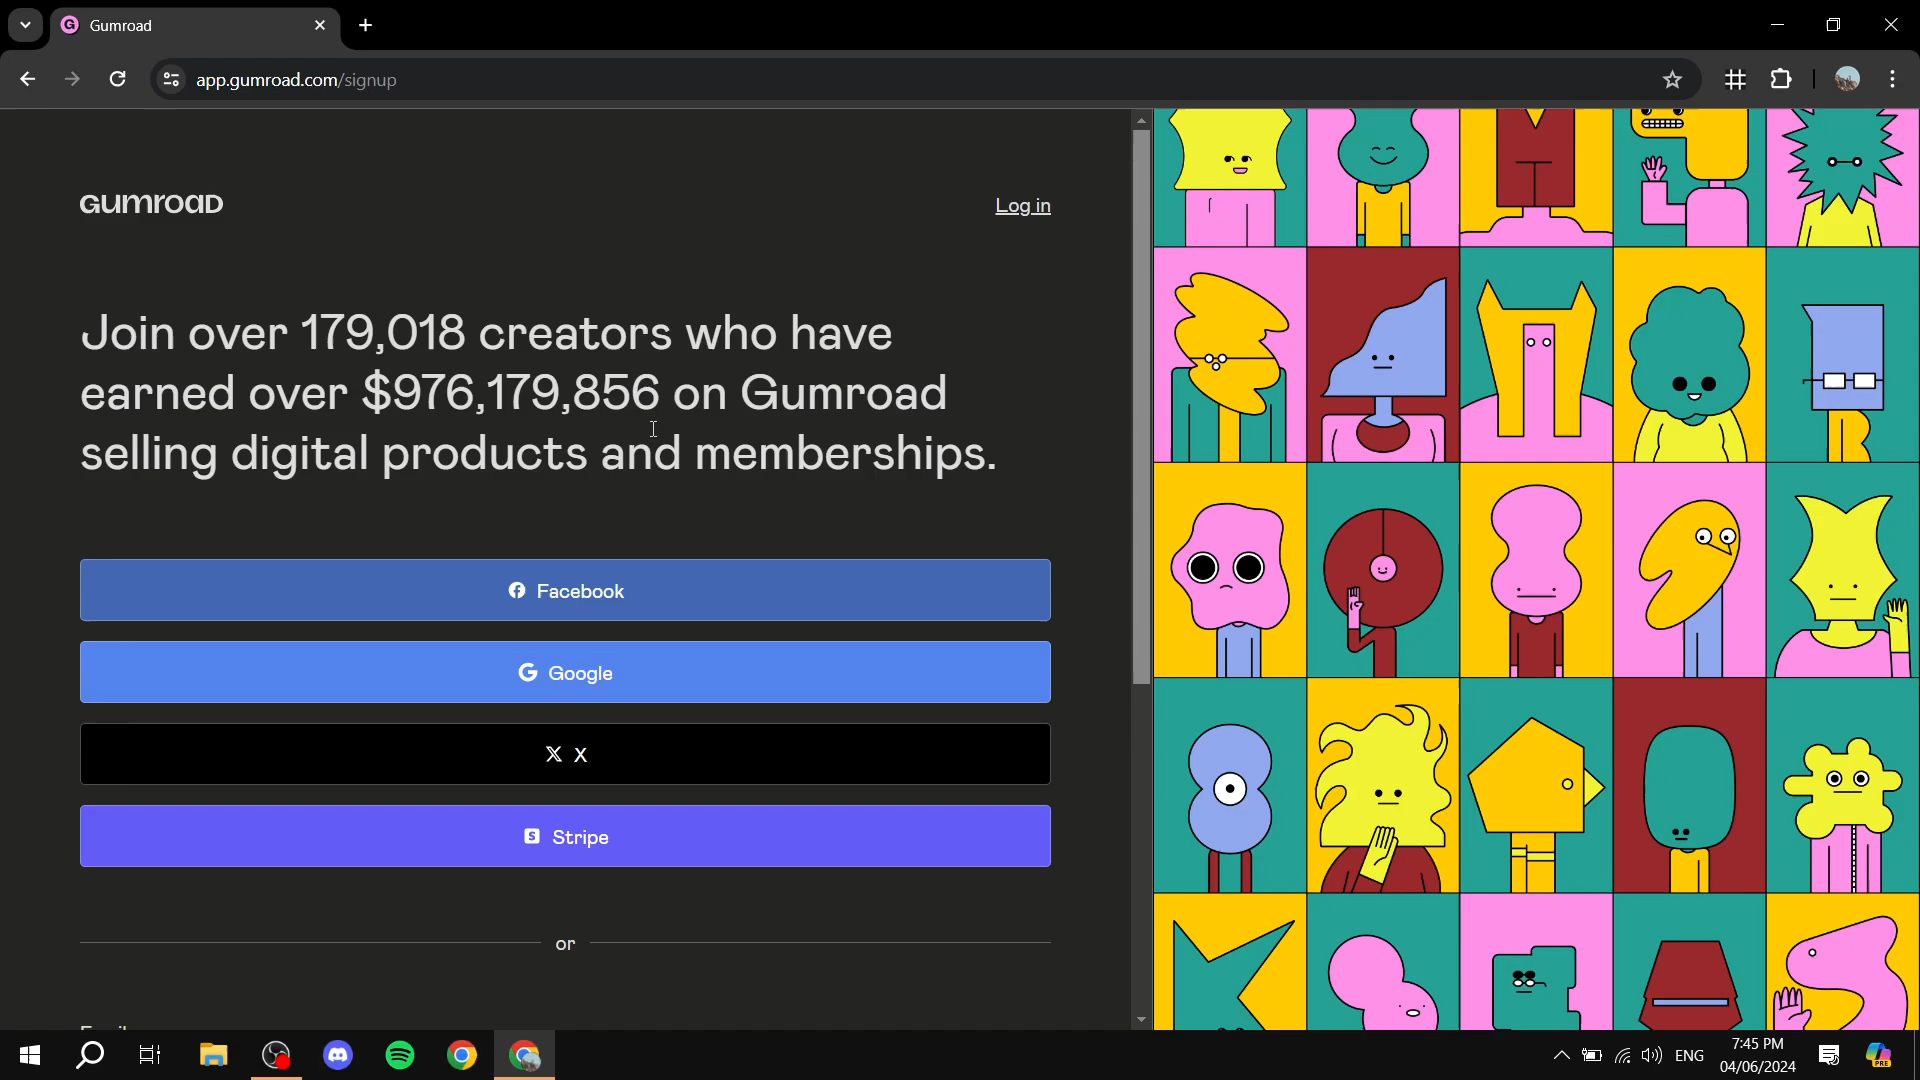 Gumroad
app.gumroad.com/signup
GUMROAD
Log in
Join over 179,018 creators who have
earned over $976,179,856 on Gumroad
selling digital products and memberships.
Facebook
Google
X
Stripe
or
ENG
7:45 PM
04/06/2024
PRE